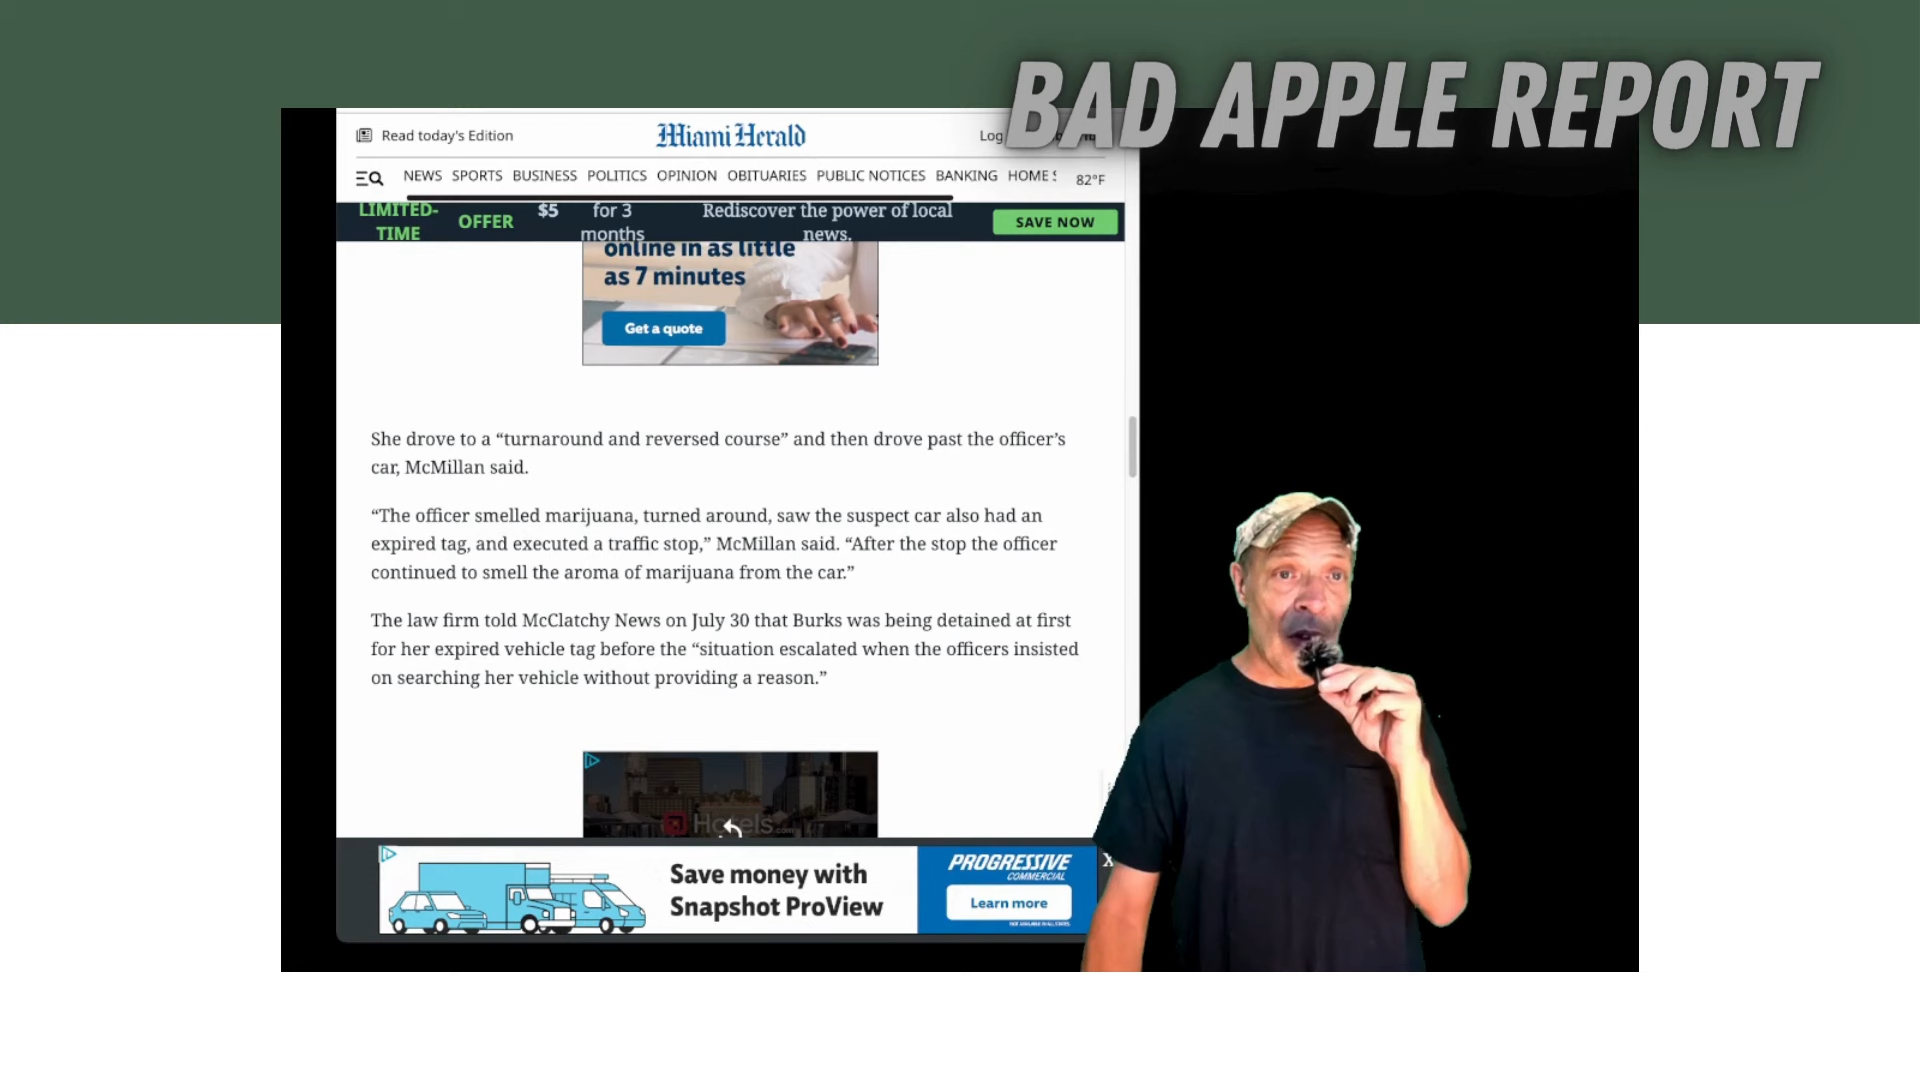 BAD APPLE REPORT
Read today's Edition
Miami Herald
Log
NEWS SPORTS BUSINESS POLITICS OPINION OBITUARIES PUBLIC NOTICES BANKING HOME
82°F
LIMITED-
TIME
OFFER
$5
for 3
months
Rediscover the power of local
news.
SAVE NOW
online in as little
as 7 minutes
Get a quote
She drove to a “turnaround and reversed course” and then drove past the officer’s
car, McMillan said.
“The officer smelled marijuana, turned around, saw the suspect car also had an
expired tag, and executed a traffic stop,” McMillan said. “After the stop the officer
continued to smell the aroma of marijuana from the car.”
The law firm told McClatchy News on July 30 that Burks was being detained at first
for her expired vehicle tag before the “situation escalated when the officers insisted
on searching her vehicle without providing a reason.”
Hotels.com
Save money with
Snapshot ProView
PROGRESSIVE
COMMERCIAL
Learn more
X